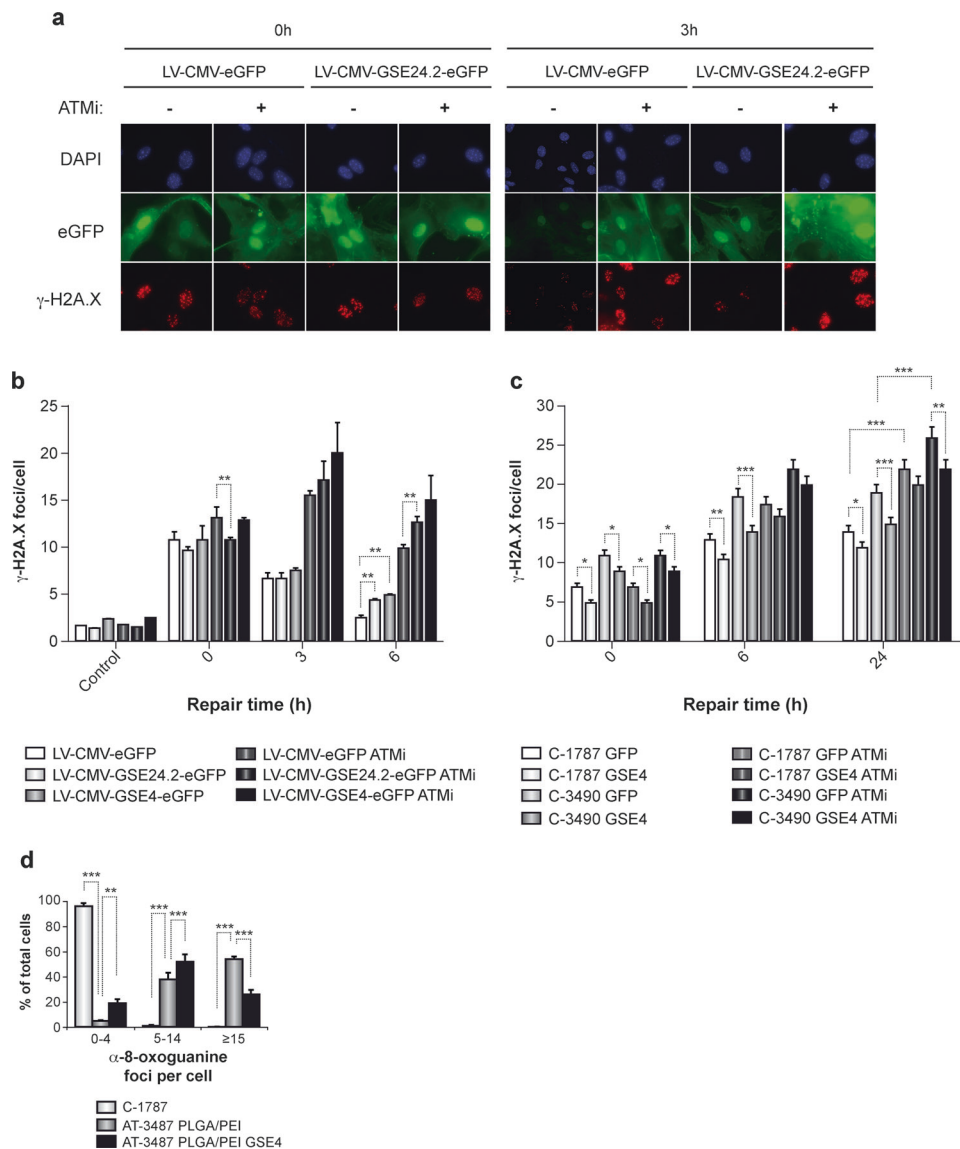 a
0h 3h
LV-CMV-eGFP LV-CMV-GSE24.2-eGFP LV-CMV-eGFP LV-CMV-GSE24.2-eGFP
ATMi: - + - + - + - +
DAPI
eGFP
γ-H2A.X
b
γ-H2A.X foci/cell
25
20
15
10
5
0
** ** ** **
Control 0 3 6
Repair time (h)
LV-CMV-eGFP LV-CMV-eGFP ATMi
LV-CMV-GSE24.2-eGFP LV-CMV-GSE24.2-eGFP ATMi
LV-CMV-GSE4-eGFP LV-CMV-GSE4-eGFP ATMi
c
γ-H2A.X foci/cell
30
25
20
15
10
5
0
* * * * ** *** * *** *** *** **
0 6 24
Repair time (h)
C-1787 GFP C-1787 GFP ATMi
C-1787 GSE4 C-1787 GSE4 ATMi
C-3490 GFP C-3490 GFP ATMi
C-3490 GSE4 C-3490 GSE4 ATMi
d
% of total cells
100
80
60
40
20
0
*** ** *** *** *** ***
0-4 5-14 ≥15
α-8-oxoguanine
foci per cell
C-1787
AT-3487 PLGA/PEI
AT-3487 PLGA/PEI GSE4